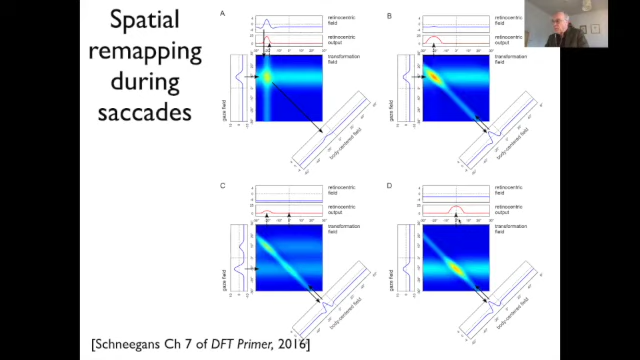 Spatial
remapping
during
saccades
A
retinocentric
field
retinocentric
output
transformation
field
gaze field
body-centered field
B
retinocentric
field
retinocentric
output
transformation
field
gaze field
body-centered field
C
retinocentric
field
retinocentric
output
transformation
field
gaze field
body-centered field
D
retinocentric
field
retinocentric
output
transformation
field
gaze field
body-centered field
[Schneegans Ch 7 of DFT Primer, 2016]